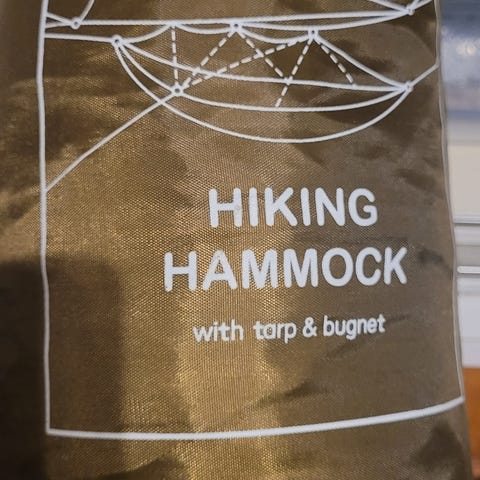 HIKING
HAMMOCK
with tarp & bugnet